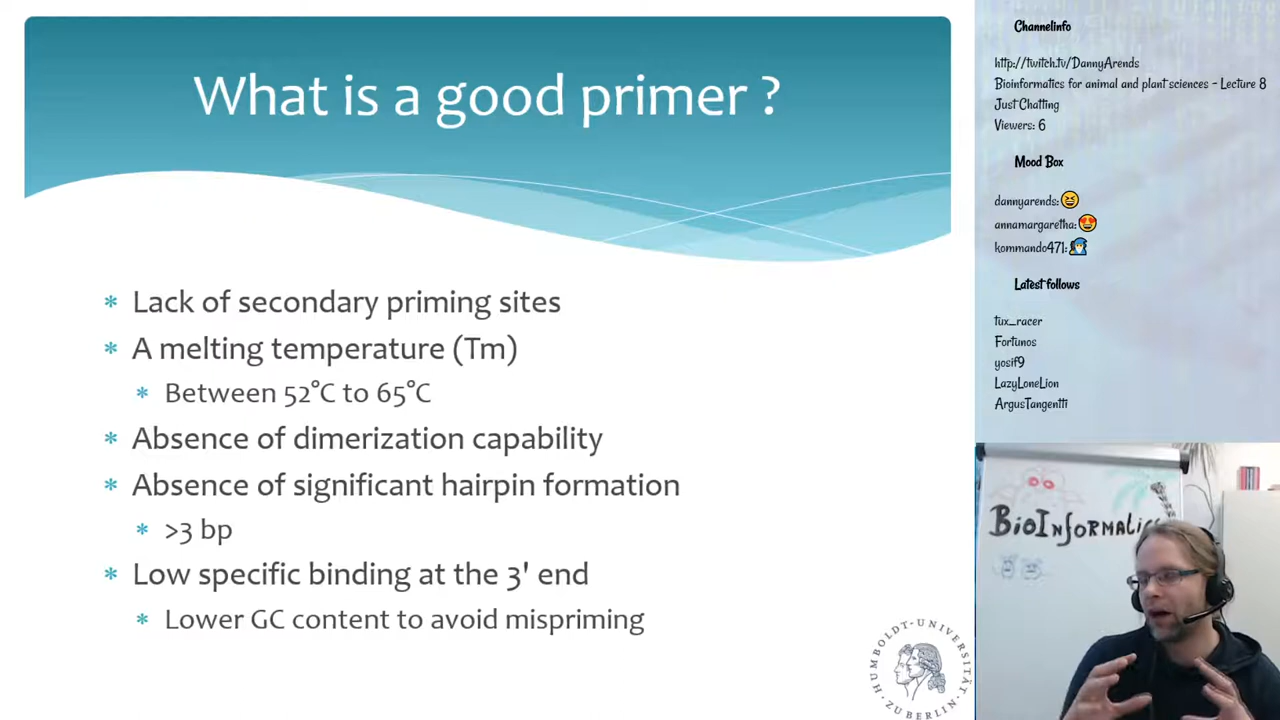 What is a good primer ?
* Lack of secondary priming sites
* A melting temperature (Tm)
* Between 52°C to 65°C
* Absence of dimerization capability
* Absence of significant hairpin formation
* >3 bp
* Low specific binding at the 3' end
* Lower GC content to avoid mispriming
HUMBOLDT-UNIVERSITÄT
ZU BERLIN
Channelinfo
http://twitch.tv/DannyArends
Bioinformatics for animal and plant sciences - Lecture 8
Just Chatting
Viewers: 6
Mood Box
dannyarends:😆
annamargaretha:😍
kommando471:🧙‍♂️
Latest follows
tux_racer
Fortunos
yosif9
LazyLoneLion
ArgusTangentti
BioInformatics